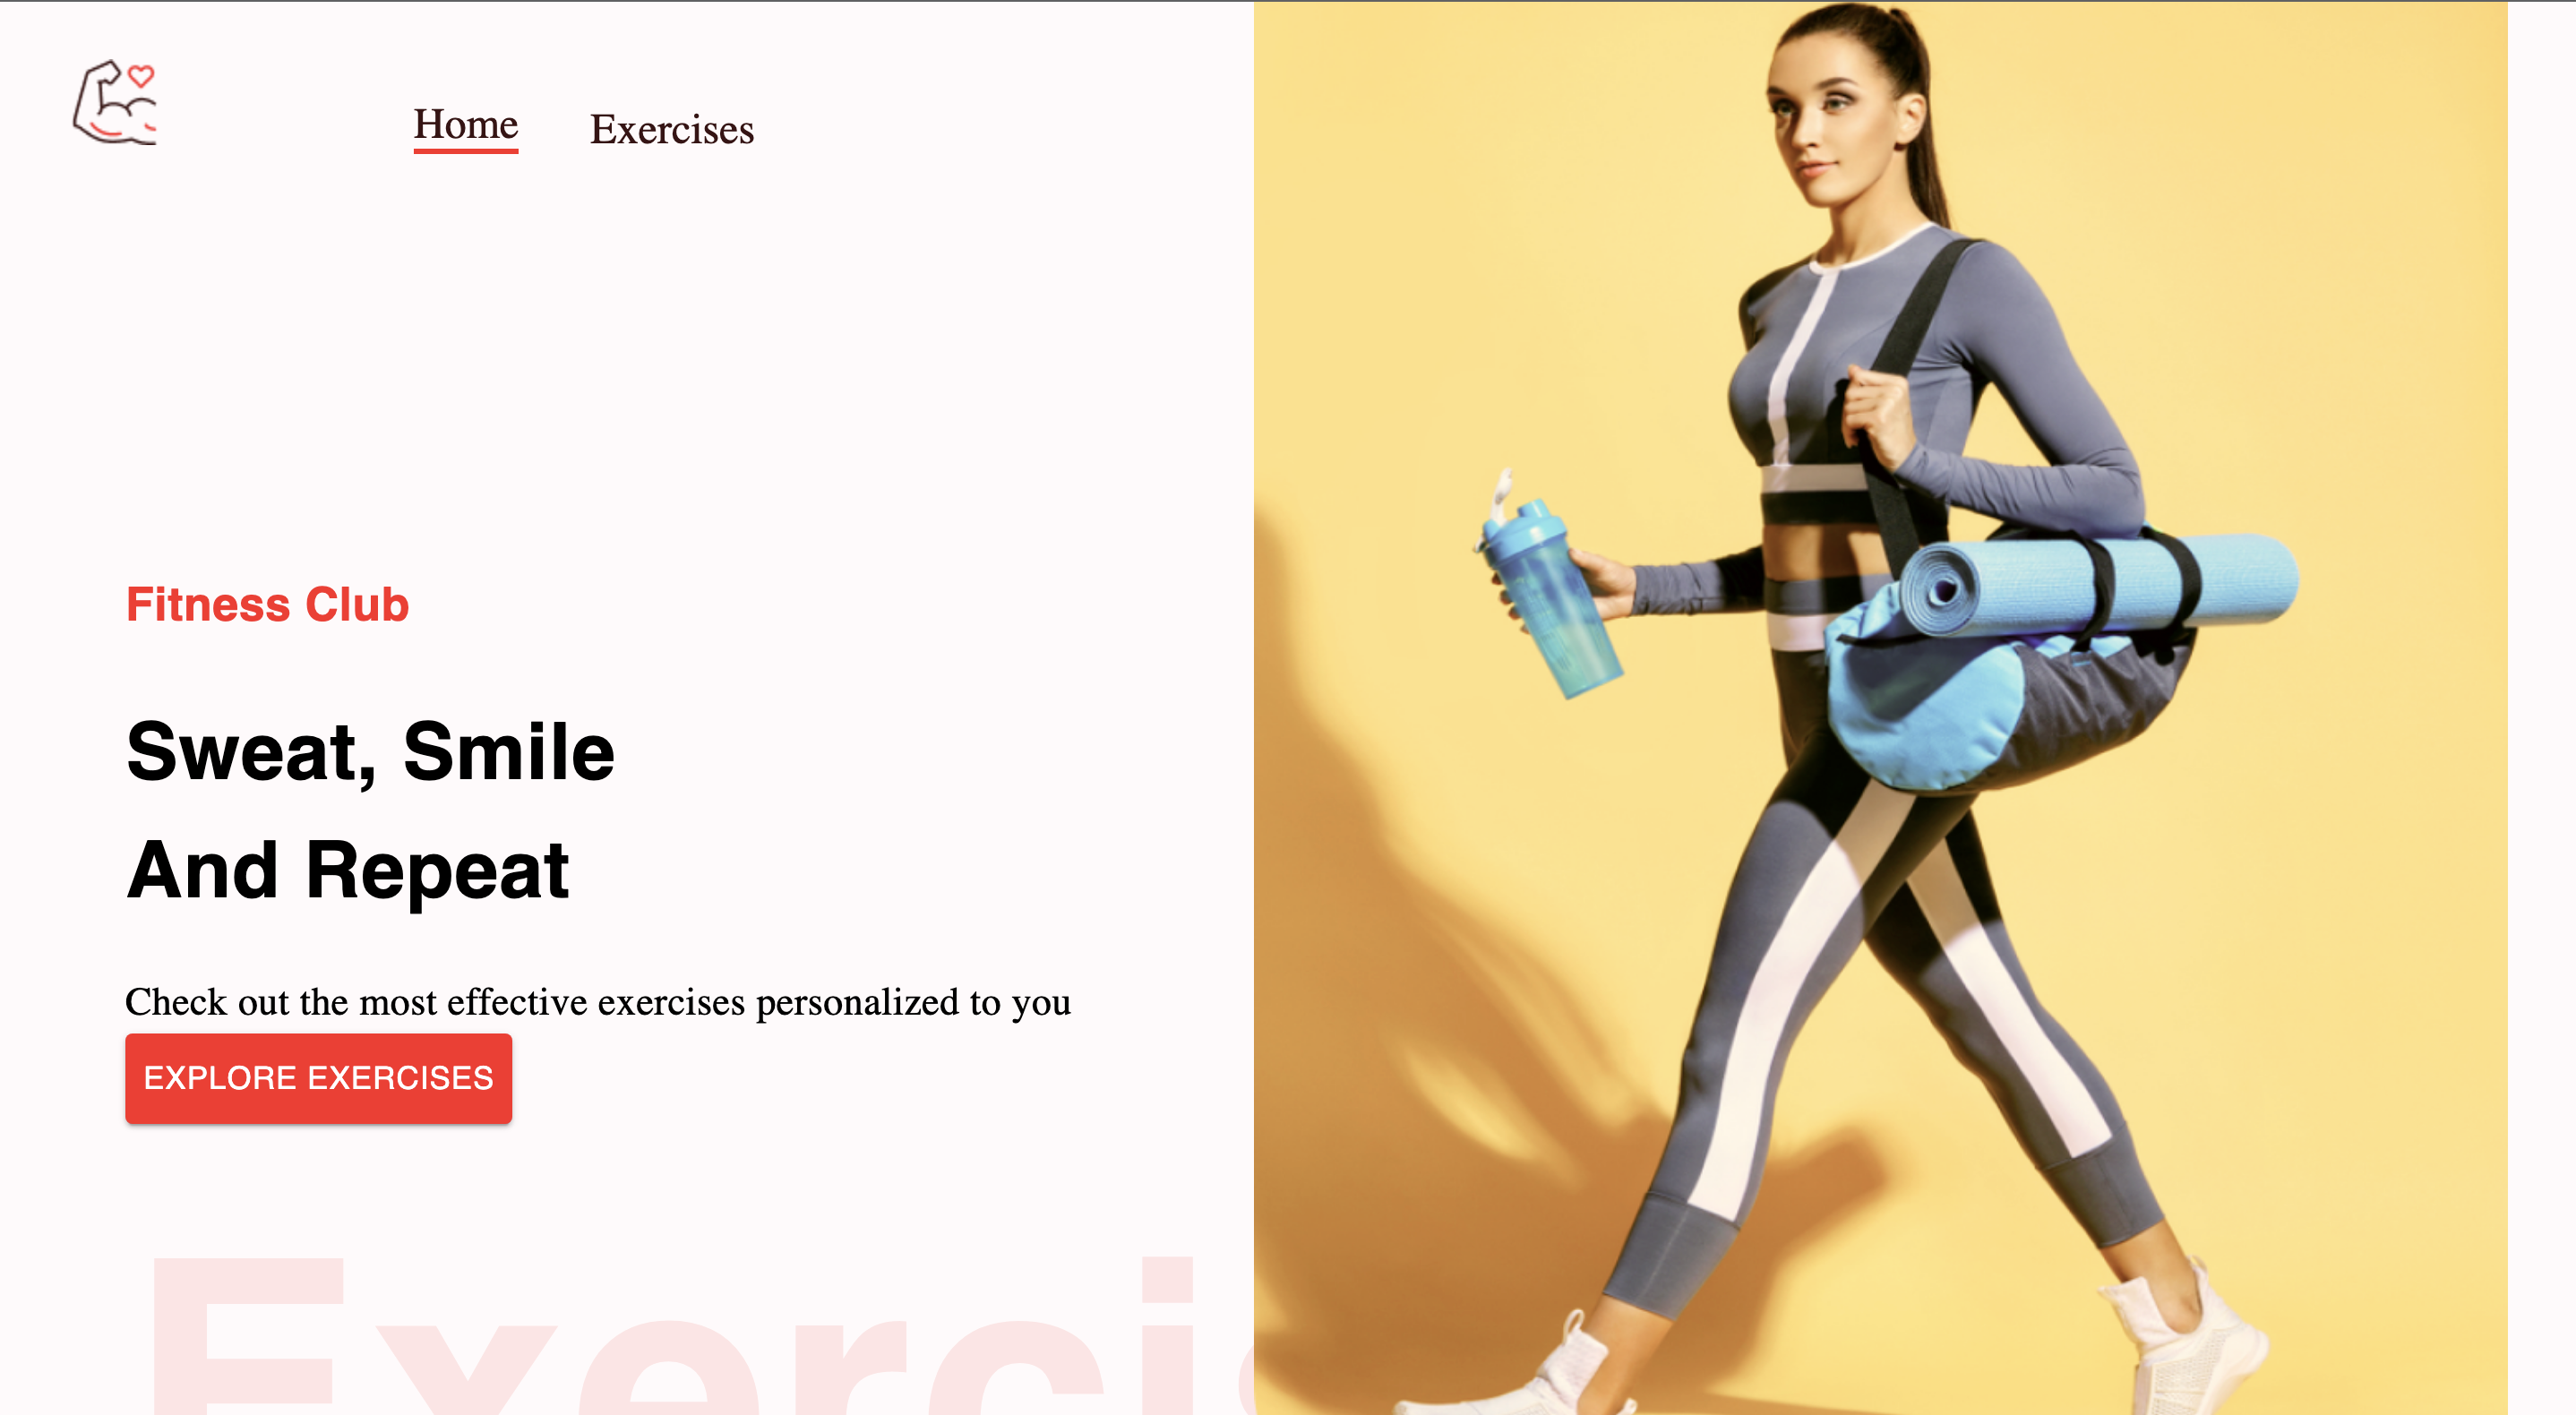 Home Exercises
Fitness Club
Sweat, Smile
And Repeat
Check out the most effective exercises personalized to you
EXPLORE EXERCISES
Exercis